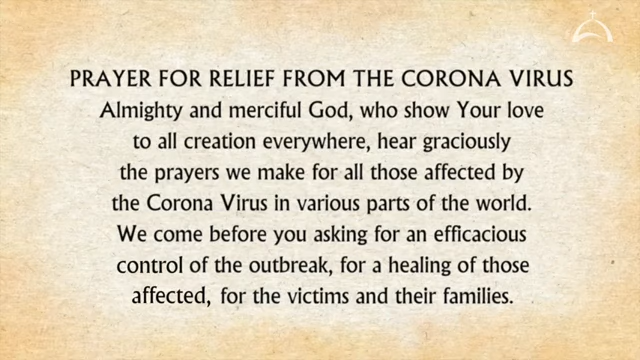 PRAYER FOR RELIEF FROM THE CORONA VIRUS
Almighty and merciful God, who show Your love
to all creation everywhere, hear graciously
the prayers we make for all those affected by
the Corona Virus in various parts of the world.
We come before you asking for an efficacious
control of the outbreak, for a healing of those
affected, for the victims and their families.